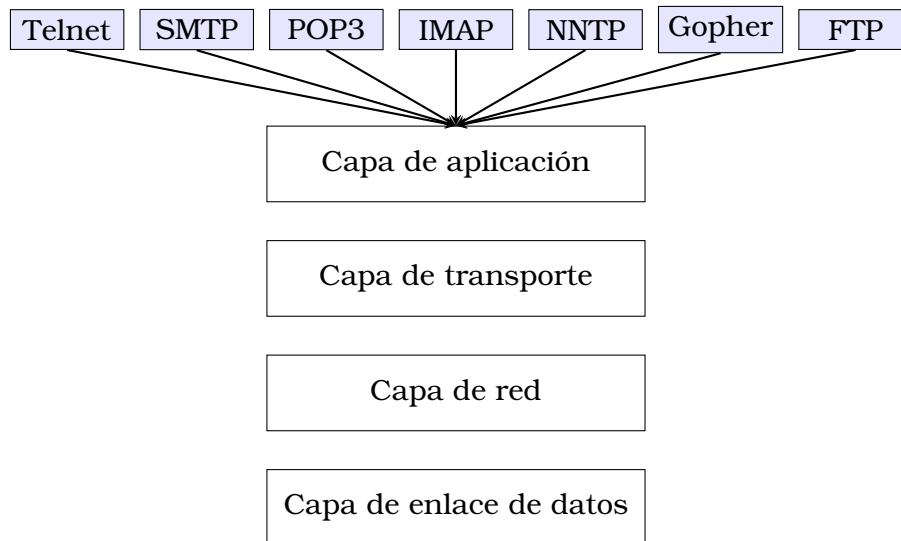 Telnet SMTP POP3 IMAP NNTP Gopher FTP
Capa de aplicación
Capa de transporte
Capa de red
Capa de enlace de datos